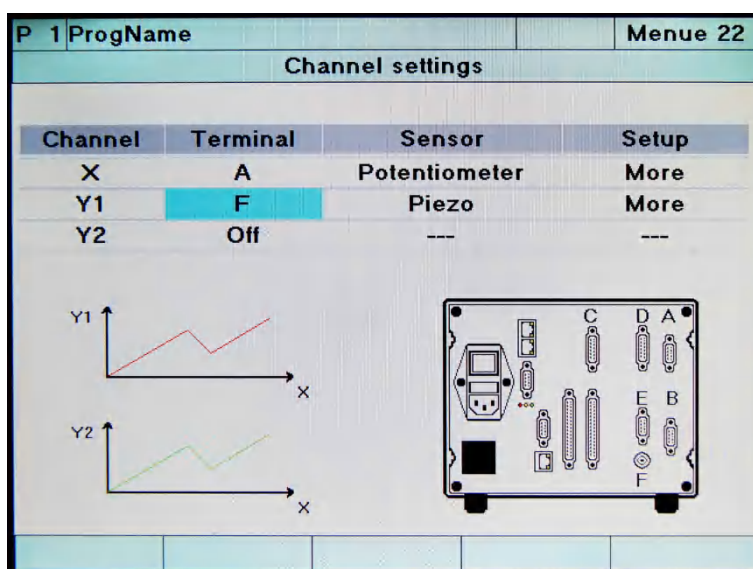 P 1 ProgName Menue 22
Channel settings
Channel Terminal Sensor Setup
X A Potentiometer More
Y1 F Piezo More
Y2 Off --- ---
Y1
X
Y2
X
C D A
E B
F